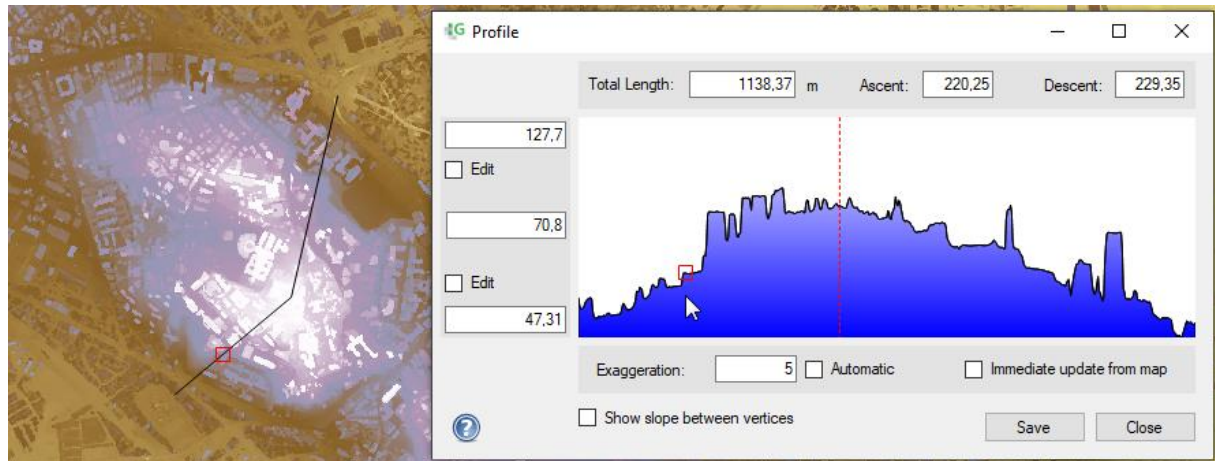 Profile
Total Length: 1138,37 m Ascent: 220,25 Descent: 229,35
127,7
Edit
70,8
Edit
47,31
Exaggeration: 5 Automatic Immediate update from map
Show slope between vertices
Save Close